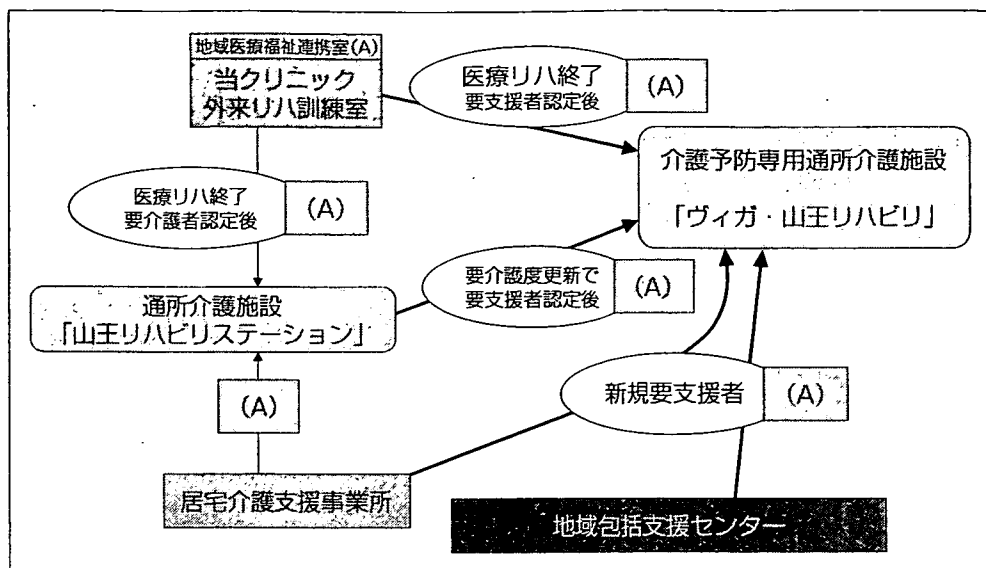 地域医療福祉連携室(A)
当クリニック
外来リハ訓練室
医療リハ終了
要支援者認定後
(A)
介護予防専用通所介護施設
「ヴィガ・山王リハビリ」
医療リハ終了
要介護者認定後
(A)
要介護度更新で
要支援者認定後
(A)
通所介護施設
「山王リハビリステーション」
(A)
新規要支援者
(A)
居宅介護支援事業所
地域包括支援センター